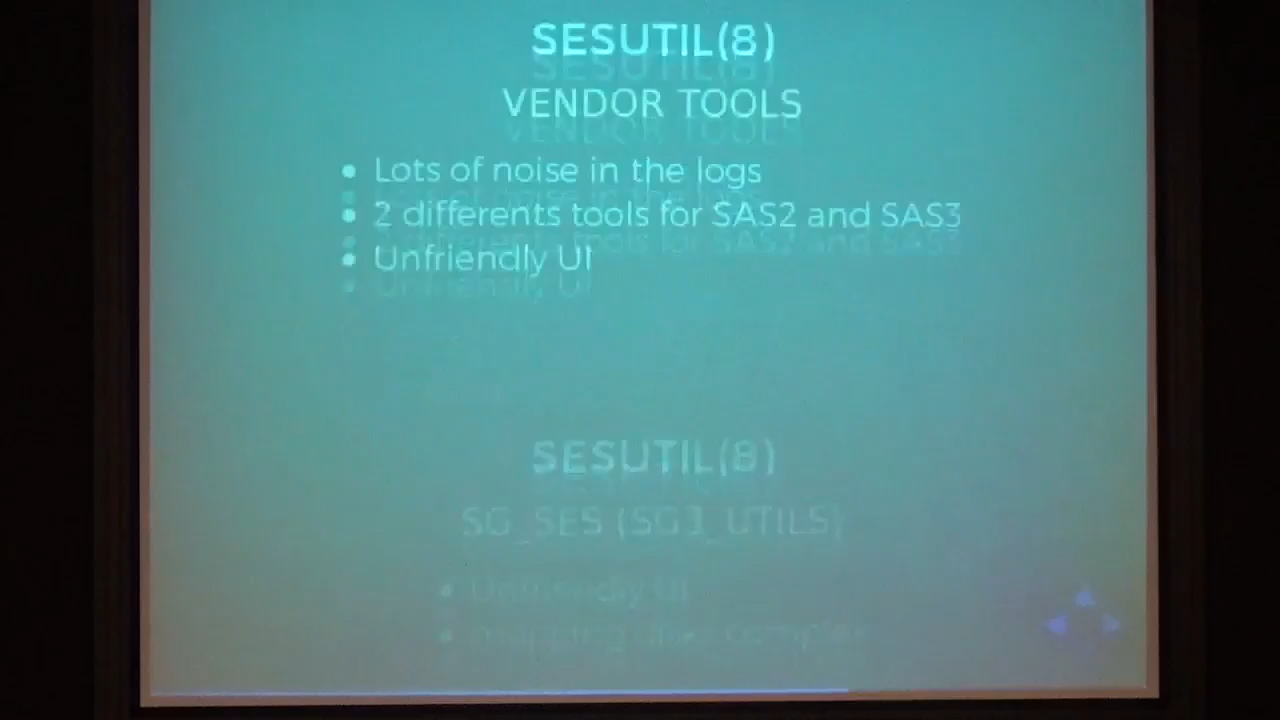 SESUTIL(8)
VENDOR TOOLS
Lots of noise in the logs
2 differents tools for SAS2 and SAS3
Unfriendly UI
SESUTIL(8)
SG_SES (SG3_UTILS)
Unfriendly UI